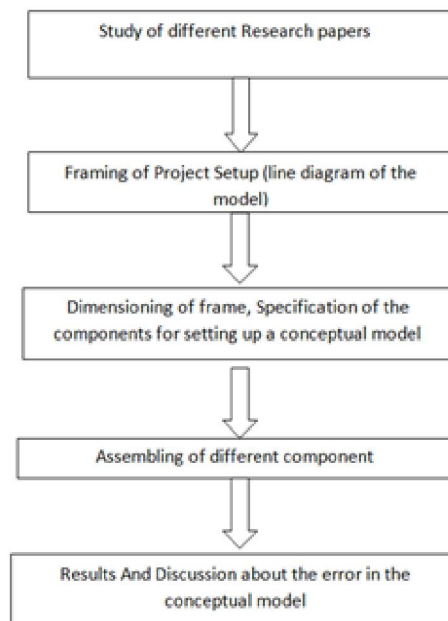 Study of different Research papers
Framing of Project Setup (line diagram of the
model)
Dimensioning of frame, Specification of the
components for setting up a conceptual model
Assembling of different component
Results And Discussion about the error in the
conceptual model